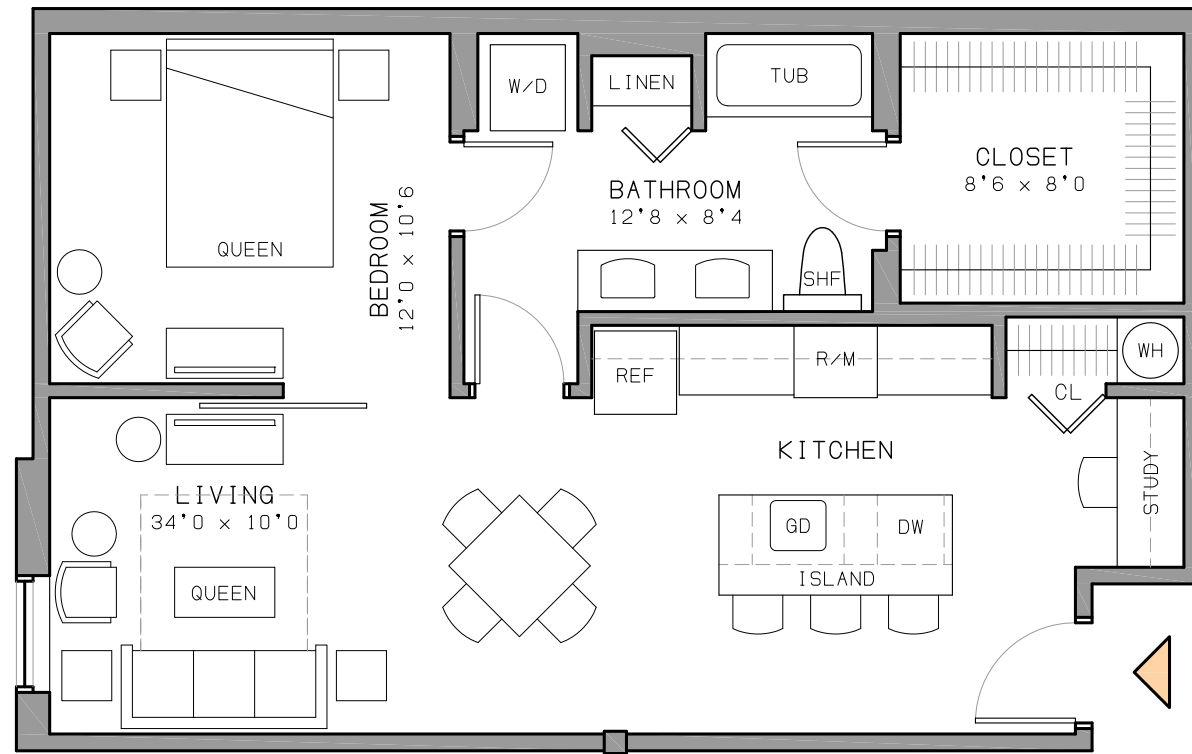 W/D
LINEN
TUB
CLOSET
8'6 x 8'0
BATHROOM
12'8 x 8'4
BEDROOM
12'0 x 10'6
QUEEN
SHF
REF
R/M
WH
CL
KITCHEN
STUDY
LIVING
34'0 x 10'0
GD
DW
ISLAND
QUEEN